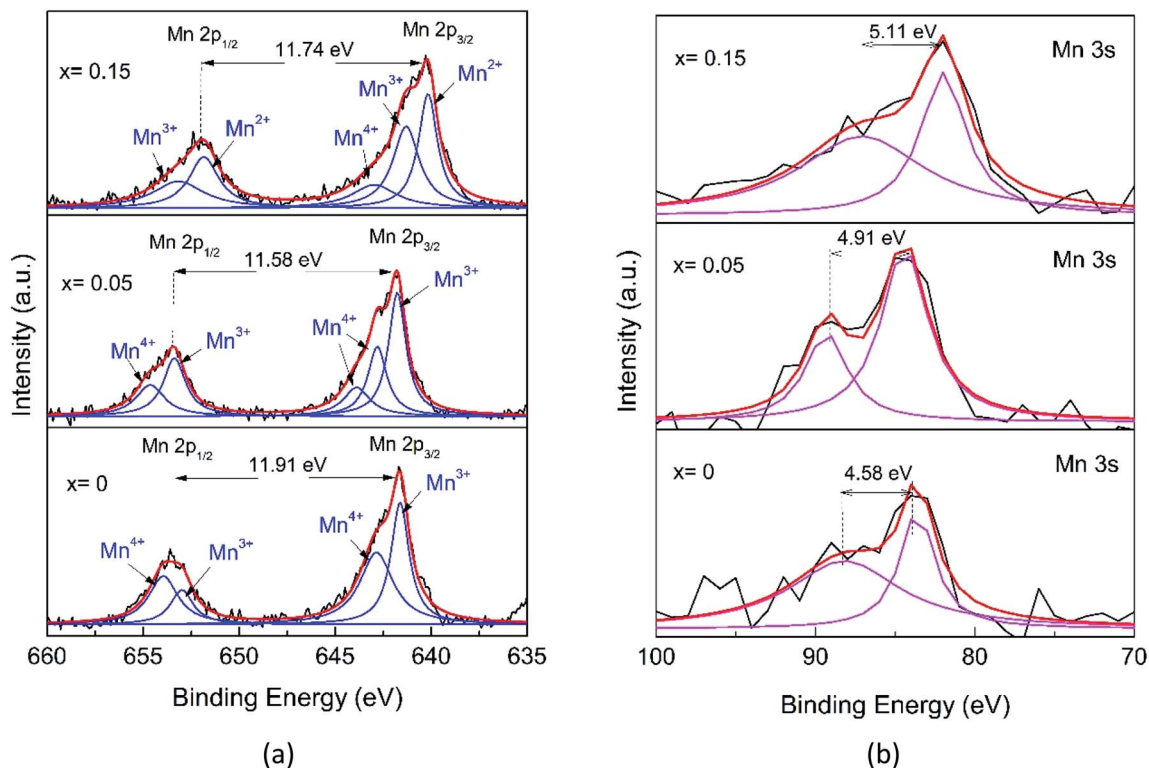 Mn 2p1/2
Mn 2p3/2
11.74 eV
x= 0.15
Mn3+
Mn2+
Mn4+
Mn3+
Mn2+
Mn 2p1/2
Mn 2p3/2
11.58 eV
x= 0.05
Mn3+
Mn4+
Mn3+
Mn4+
Mn 2p1/2
Mn 2p3/2
11.91 eV
x= 0
Mn3+
Mn4+
Mn4+
Mn3+
Intensity (a.u.)
660 655 650 645 640 635
Binding Energy (eV)
(a)
5.11 eV
x= 0.15
Mn 3s
4.91 eV
x= 0.05
Mn 3s
4.58 eV
x= 0
Mn 3s
Intensity (a.u.)
100 90 80 70
Binding Energy (eV)
(b)